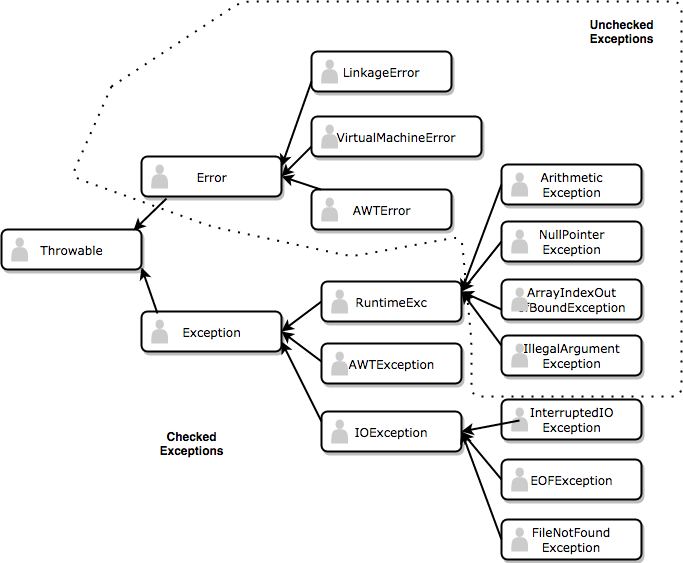 Unchecked
Exceptions
LinkageError
VirtualMachineError
Error
Arithmetic
Exception
AWTError
NullPointer
Exception
Throwable
ArrayIndexOut
OfBoundException
RuntimeExc
Exception
IllegalArgument
Exception
AWTException
InterruptedIO
Exception
IOException
Checked
Exceptions
EOFException
FileNotFound
Exception